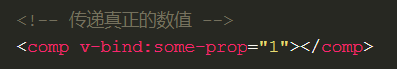 <!-- 传递真正的数值 -->
<comp v-bind:some-prop="1"></comp>